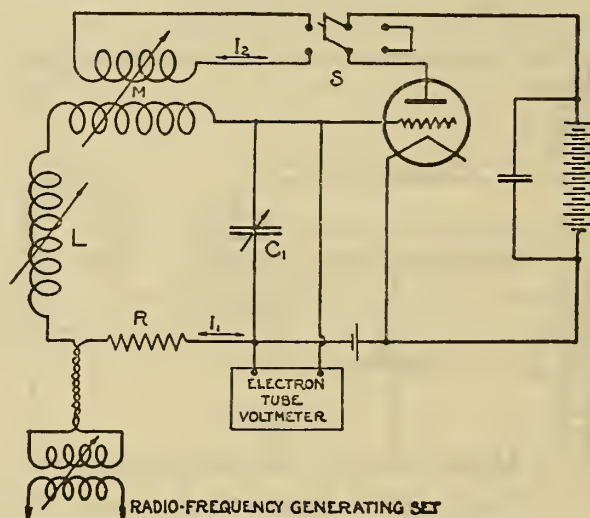 I2
M
S
L
C1
R
I1
ELECTRON
TUBE
VOLTMETER
RADIO-FREQUENCY GENERATING SET